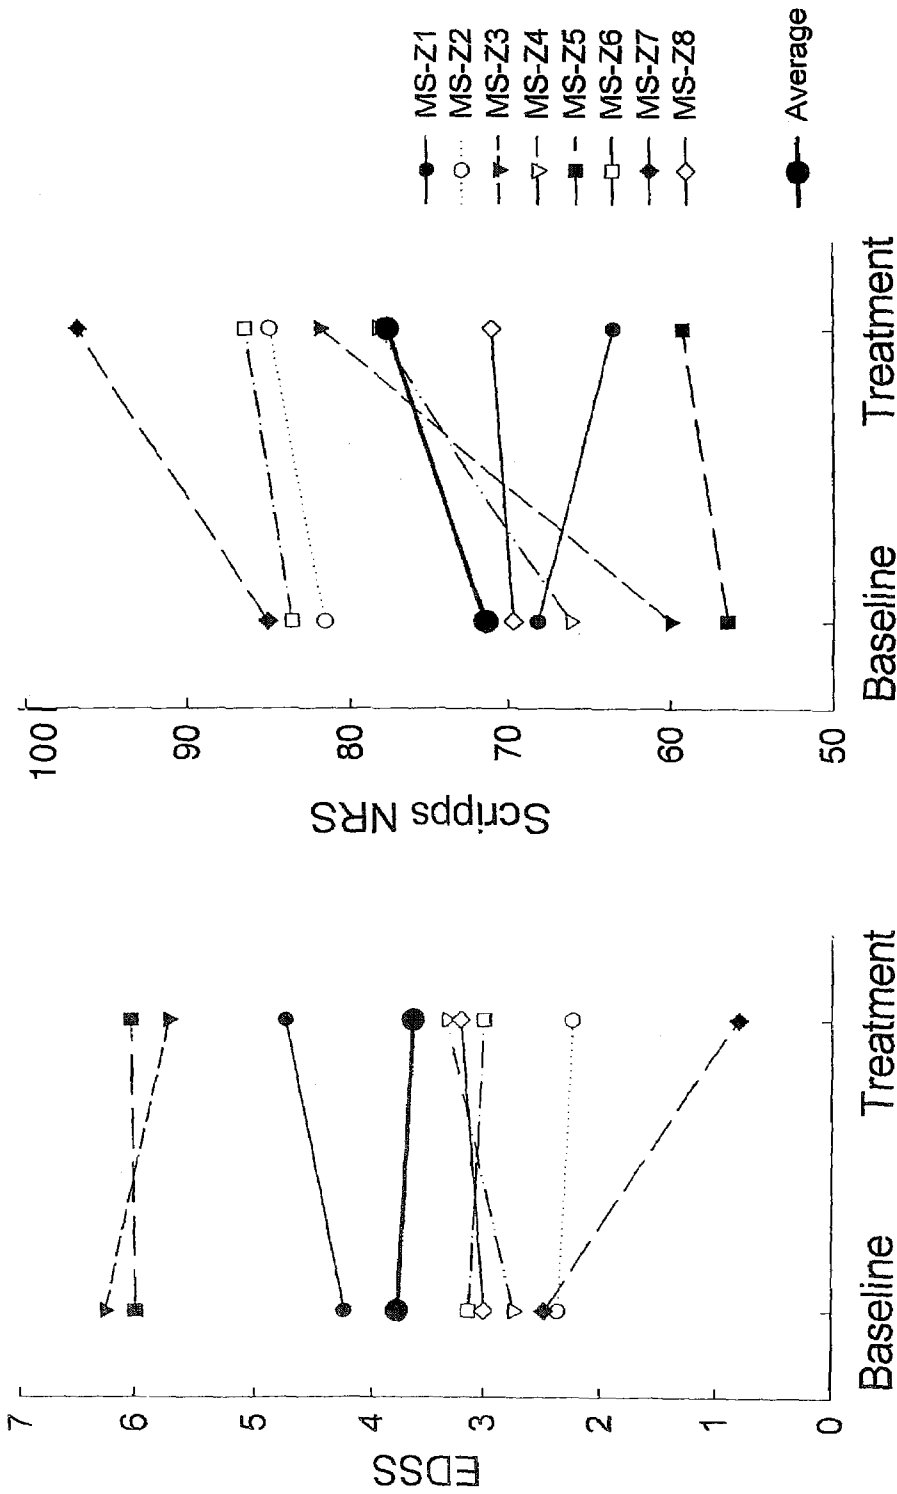 7
6
5
4
3
2
1
0
EDSS
Baseline
Treatment
100
90
80
70
60
50
Scripps NRS
Baseline
Treatment
MS-Z1
MS-Z2
MS-Z3
MS-Z4
MS-Z5
MS-Z6
MS-Z7
MS-Z8
Average